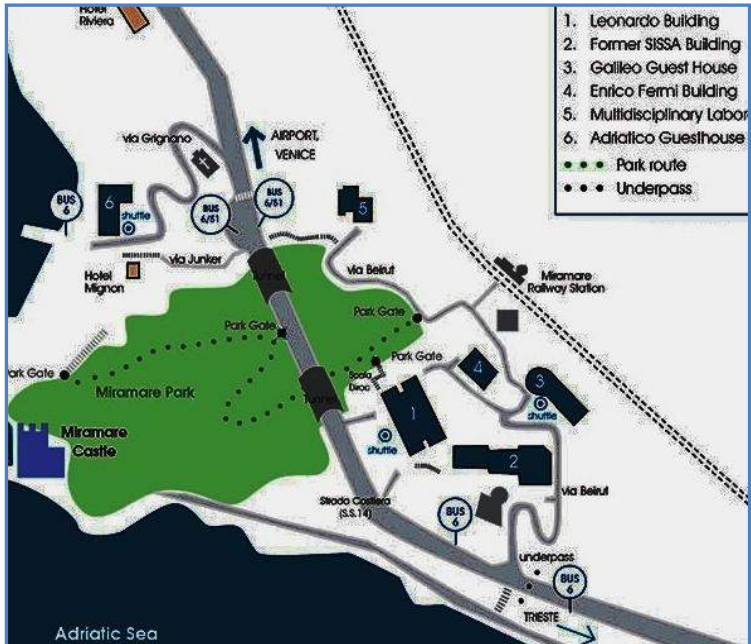 Hotel
Riviera
1. Leonardo Building
2. Former SISSA Building
3. Galileo Guest House
4. Enrico Fermi Building
5. Multidisciplinary Labor
6. Adriatico Guesthouse
Park route
Underpass
via Grignano
AIRPORT,
VENICE
BUS
6
6
shuttle
BUS
6/51
BUS
6/51
5
Hotel
Mignon
via Junker
Tunnel
via Beirut
Miramare
Railway Station
Park Gate
Park Gate
Park Gate
Park Gate
Scala
Dirac
4
3
shuttle
Miramare Park
Tunnel
1
shuttle
Miramare
Castle
2
Strada Costiera
(S.S.14)
BUS
6
via Beirut
underpass
BUS
6
TRIESTE
Adriatic Sea